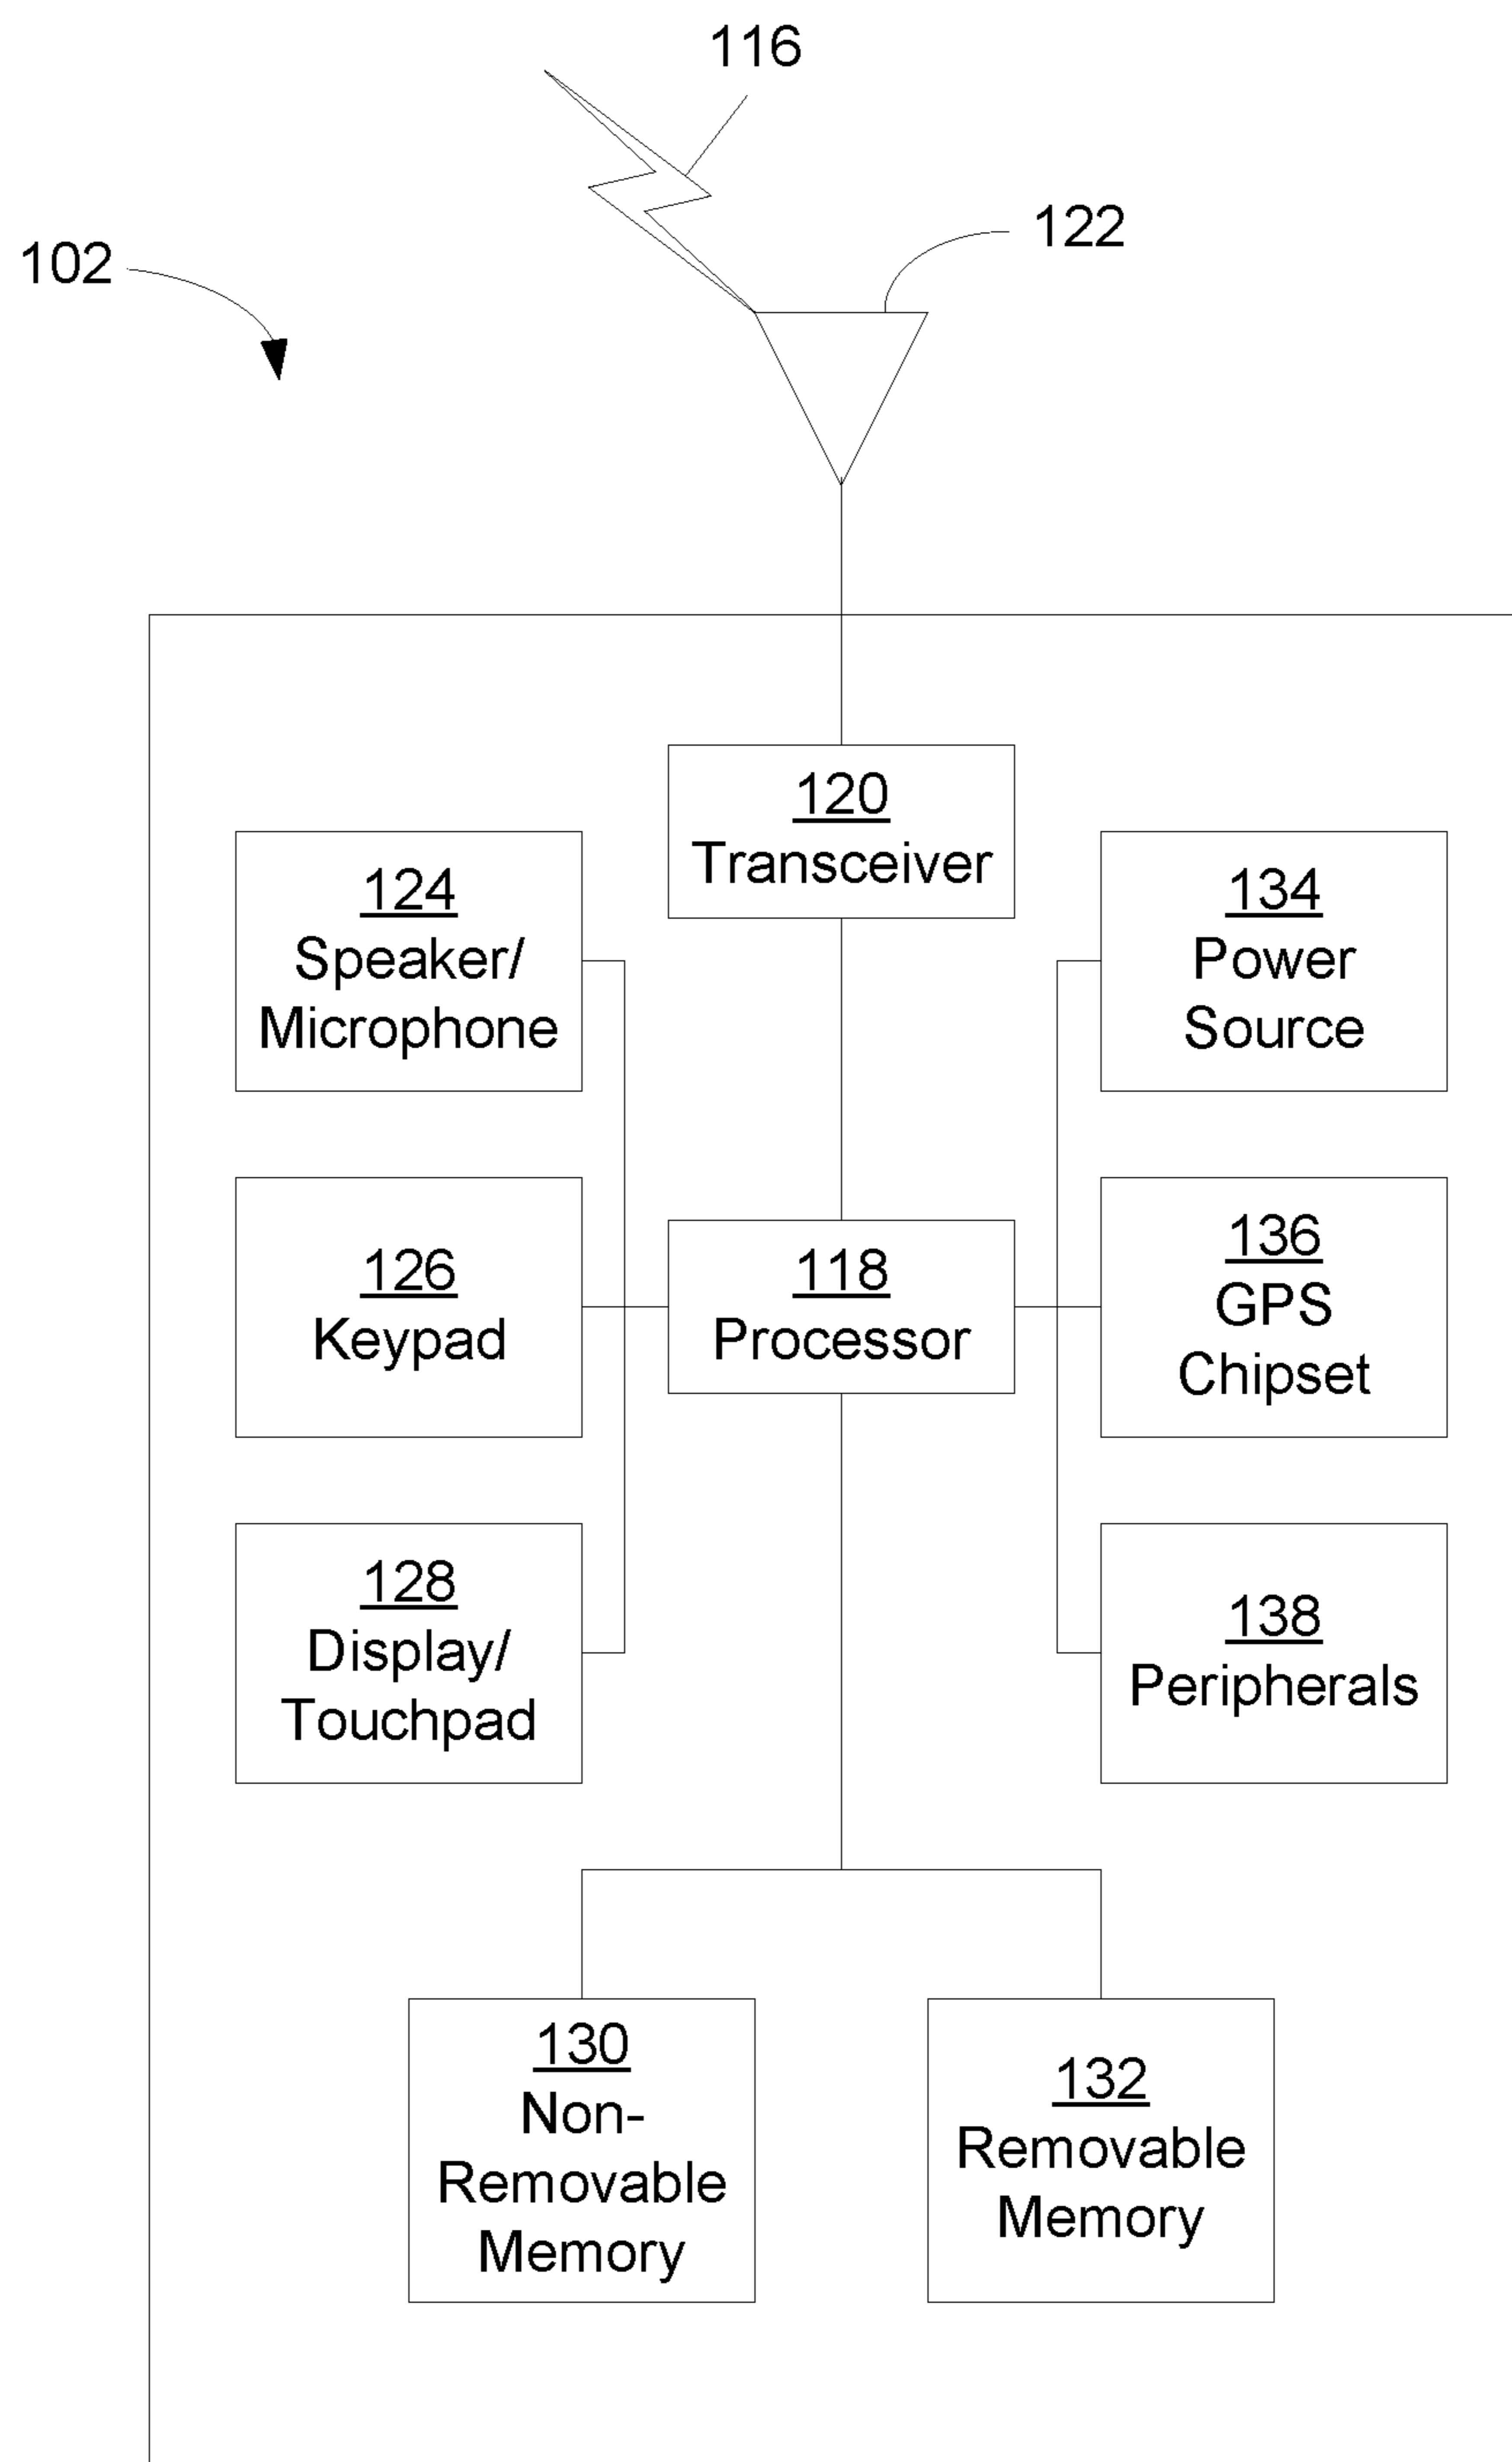 116
122
102
120
Transceiver
124
Speaker/
Microphone
134
Power
Source
126
Keypad
118
Processor
136
GPS
Chipset
128
Display/
Touchpad
138
Peripherals
130
Non-
Removable
Memory
132
Removable
Memory